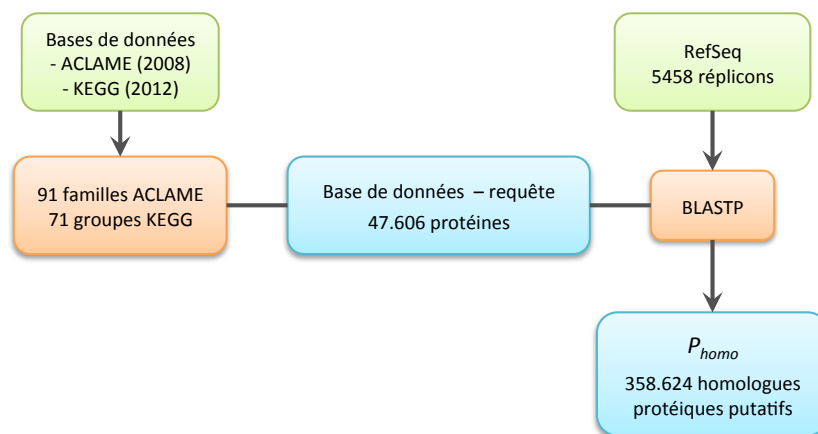 Bases de données
- ACLAME (2008)
- KEGG (2012)
RefSeq
5458 réplicons
91 familles ACLAME
71 groupes KEGG
Base de données – requête
47.606 protéines
BLASTP
P_homo
358.624 homologues
protéiques putatifs